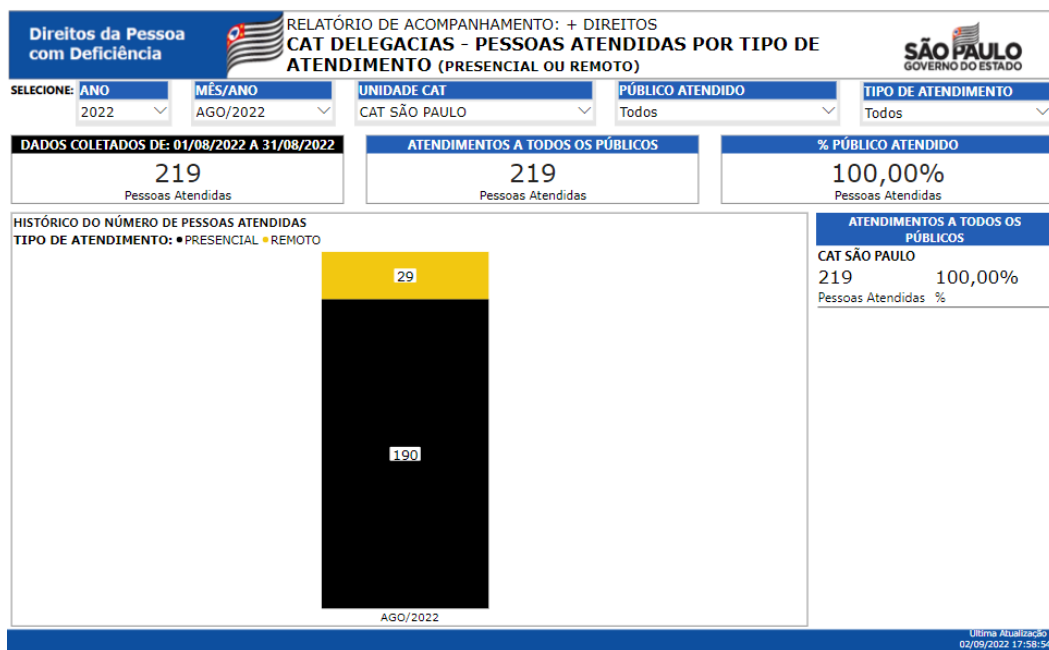 Direitos da Pessoa
com Deficiência
RELATÓRIO DE ACOMPANHAMENTO: + DIREITOS
CAT DELEGACIAS - PESSOAS ATENDIDAS POR TIPO DE
ATENDIMENTO (PRESENCIAL OU REMOTO)
SÃO PAULO
GOVERNO DO ESTADO
SELECIONE: ANO MÊS/ANO UNIDADE CAT PÚBLICO ATENDIDO TIPO DE ATENDIMENTO
2022 AGO/2022 CAT SÃO PAULO Todos Todos
DADOS COLETADOS DE: 01/08/2022 A 31/08/2022
219
Pessoas Atendidas
ATENDIMENTOS A TODOS OS PÚBLICOS
219
Pessoas Atendidas
% PÚBLICO ATENDIDO
100,00%
Pessoas Atendidas
HISTÓRICO DO NÚMERO DE PESSOAS ATENDIDAS
TIPO DE ATENDIMENTO: PRESENCIAL REMOTO
29
190
AGO/2022
ATENDIMENTOS A TODOS OS
PÚBLICOS
CAT SÃO PAULO
219 100,00%
Pessoas Atendidas %
Última Atualização
02/09/2022 17:58:54